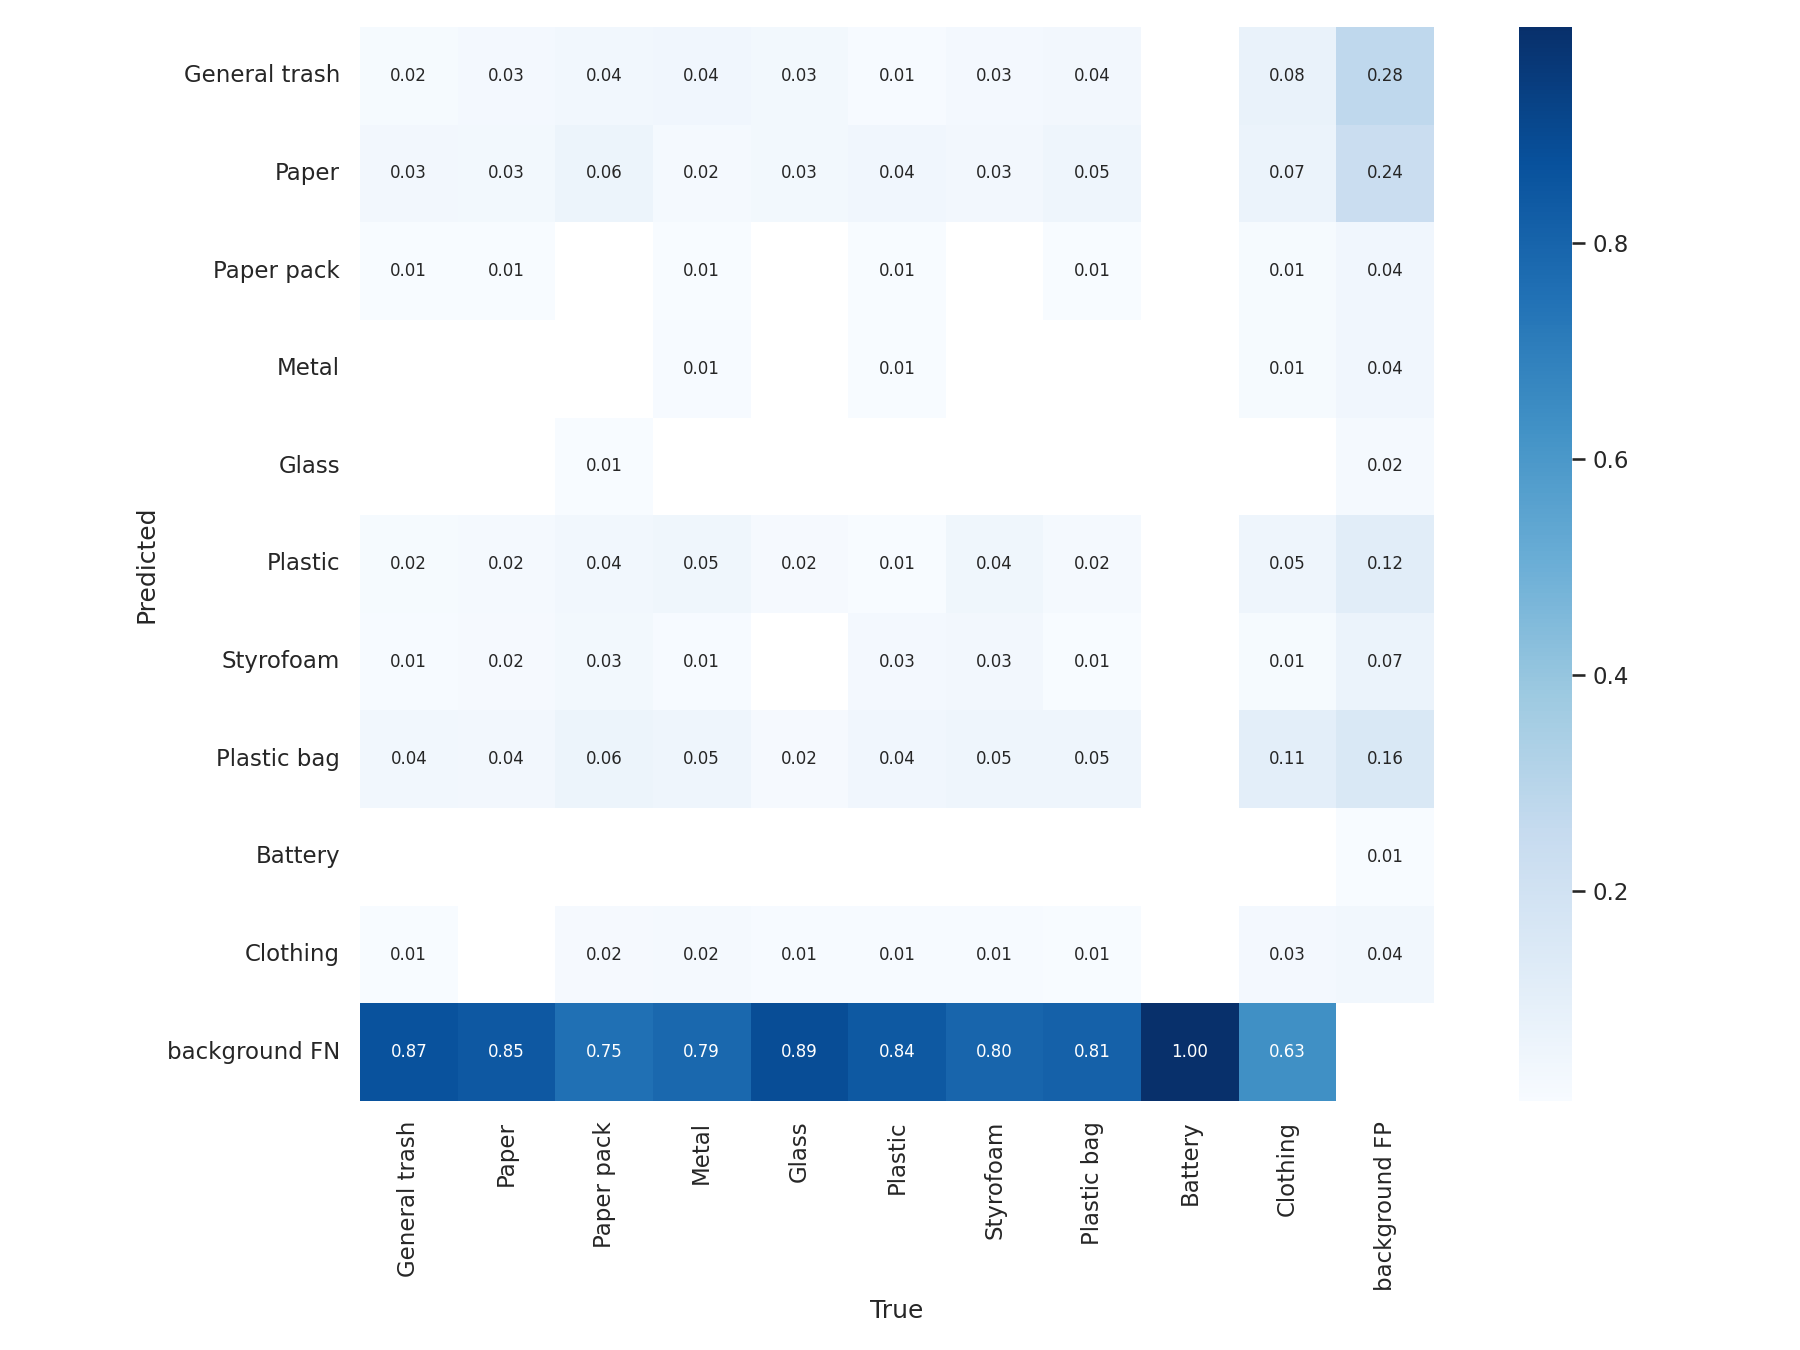 General trash 0.02 0.03 0.04 0.04 0.03 0.01 0.03 0.04 0.08 0.28
Paper 0.03 0.03 0.06 0.02 0.03 0.04 0.03 0.05 0.07 0.24
Paper pack 0.01 0.01 0.01 0.01 0.01 0.01 0.04
Metal 0.01 0.01 0.01 0.04
Glass 0.01 0.02
Plastic 0.02 0.02 0.04 0.05 0.02 0.01 0.04 0.02 0.05 0.12
Styrofoam 0.01 0.02 0.03 0.01 0.03 0.03 0.01 0.01 0.07
Plastic bag 0.04 0.04 0.06 0.05 0.02 0.04 0.05 0.05 0.11 0.16
Battery 0.01
Clothing 0.01 0.02 0.02 0.01 0.01 0.01 0.01 0.03 0.04
background FN 0.87 0.85 0.75 0.79 0.89 0.84 0.80 0.81 1.00 0.63
Predicted
General trash
Paper
Paper pack
Metal
Glass
Plastic
Styrofoam
Plastic bag
Battery
Clothing
background FP
True
0.8
0.6
0.4
0.2